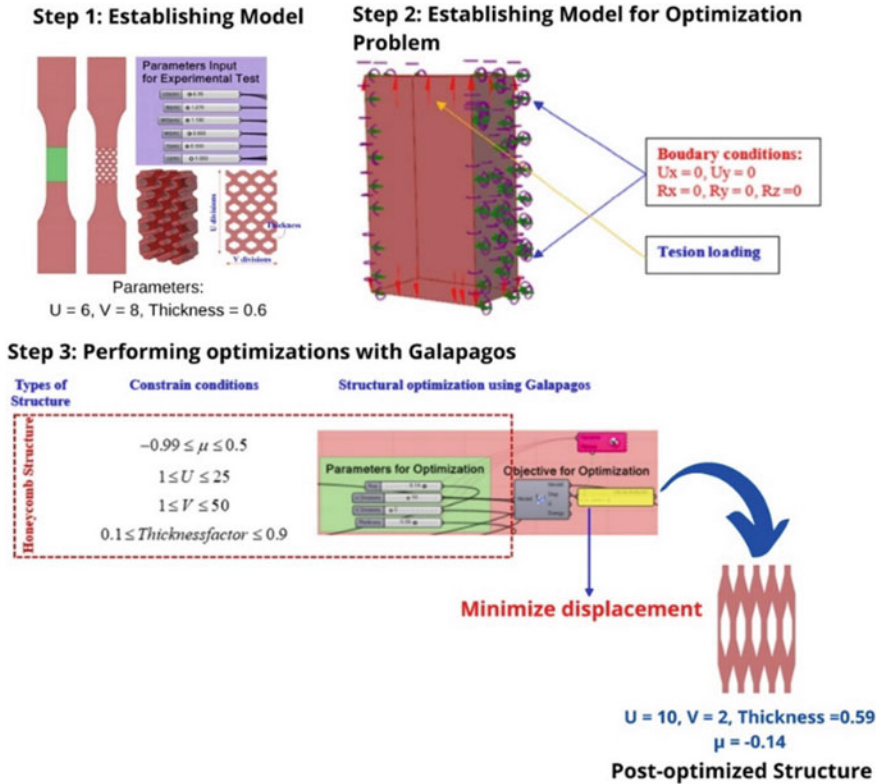 Step 1: Establishing Model
Step 2: Establishing Model for Optimization
Problem
Parameters Input
for Experimental Test
U divisions
Thickness
V divisions
Parameters:
U = 6, V = 8, Thickness = 0.6
Boudary conditions:
Ux = 0, Uy = 0
Rx = 0, Ry = 0, Rz =0
Tesion loading
Step 3: Performing optimizations with Galapagos
Types of
Structure
Constrain conditions
Structural optimization using Galapagos
Honeycomb Structure
-0.99 ≤ μ ≤ 0.5
1 ≤ U ≤ 25
1 ≤ V ≤ 50
0.1 ≤ Thicknessfactor ≤ 0.9
Parameters for Optimization
Objective for Optimization
Minimize displacement
U = 10, V = 2, Thickness =0.59
μ = -0.14
Post-optimized Structure